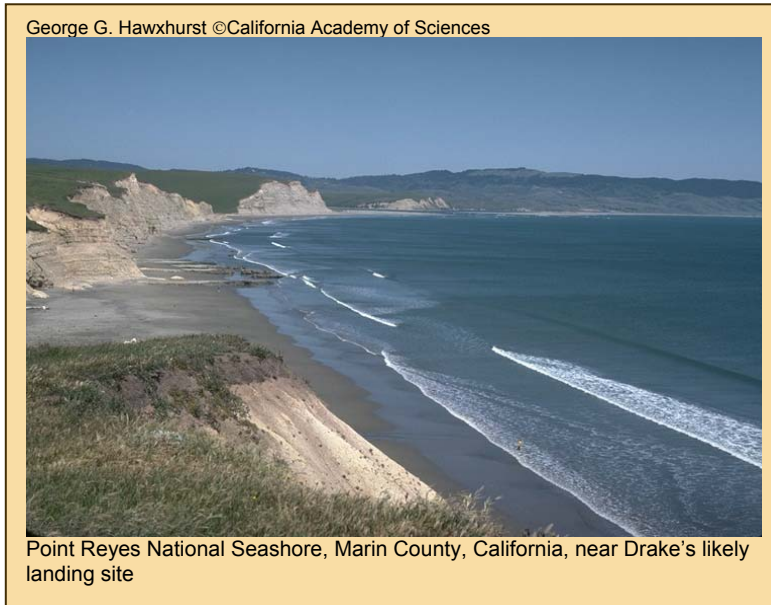 George G. Hawxhurst ©California Academy of Sciences
Point Reyes National Seashore, Marin County, California, near Drake’s likely
landing site